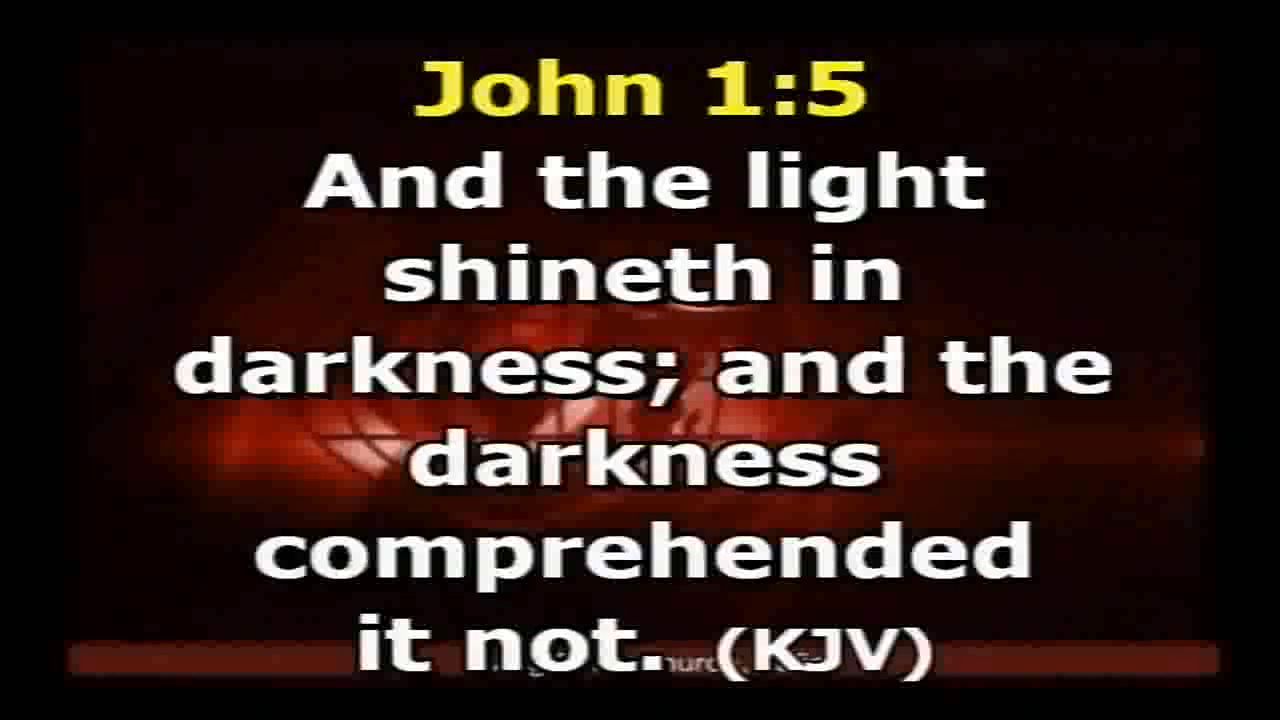 John 1:5
And the light
shineth in
darkness; and the
darkness
comprehended
it not. (KJV)